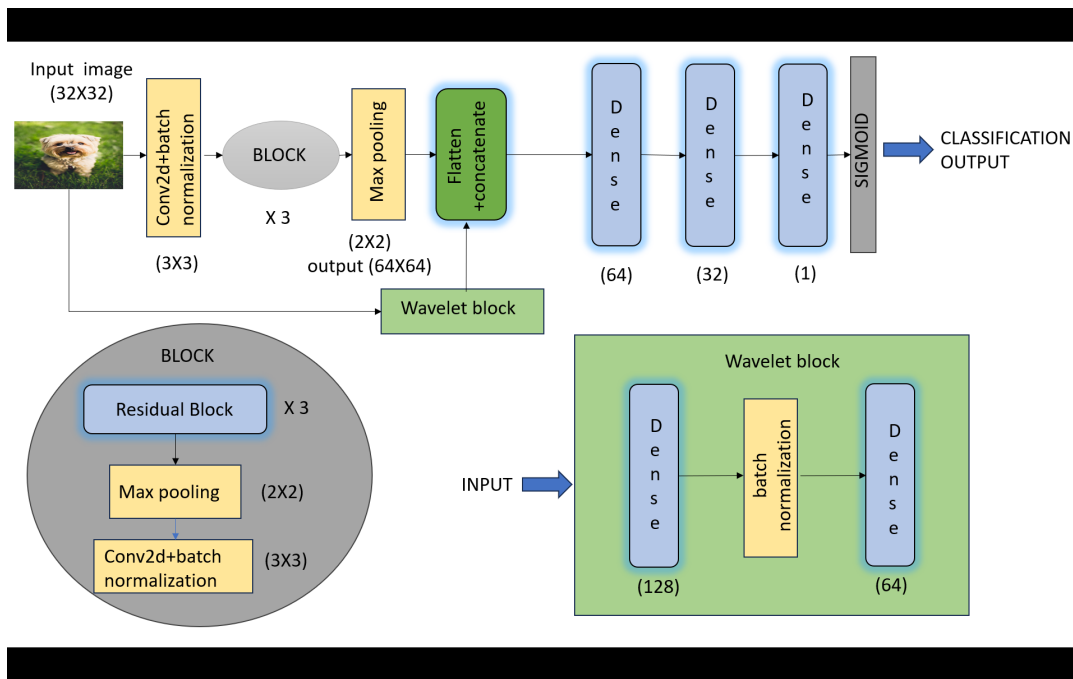 Input image
(32X32)
Conv2d+batch
normalization
(3X3)
BLOCK
X 3
Max pooling
(2X2)
output (64X64)
Flatten
+concatenate
Dense
(64)
Dense
(32)
Dense
(1)
SIGMOID
CLASSIFICATION
OUTPUT
Wavelet block
BLOCK
Residual Block
X 3
Max pooling
(2X2)
Conv2d+batch
normalization
(3X3)
Wavelet block
INPUT
Dense
(128)
batch
normalization
Dense
(64)